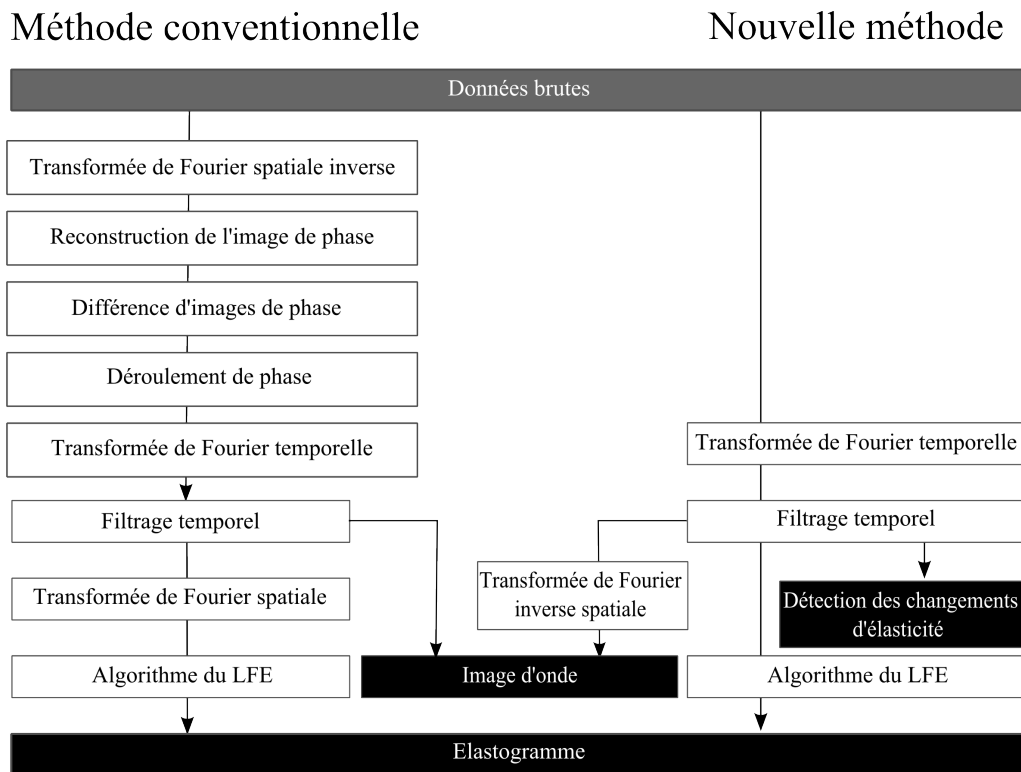 Méthode conventionnelle
Nouvelle méthode
Données brutes
Transformée de Fourier spatiale inverse
Reconstruction de l'image de phase
Différence d'images de phase
Déroulement de phase
Transformée de Fourier temporelle
Transformée de Fourier temporelle
Filtrage temporel
Filtrage temporel
Transformée de Fourier spatiale
Transformée de Fourier
inverse spatiale
Détection des changements
d'élasticité
Algorithme du LFE
Image d'onde
Algorithme du LFE
Elastogramme